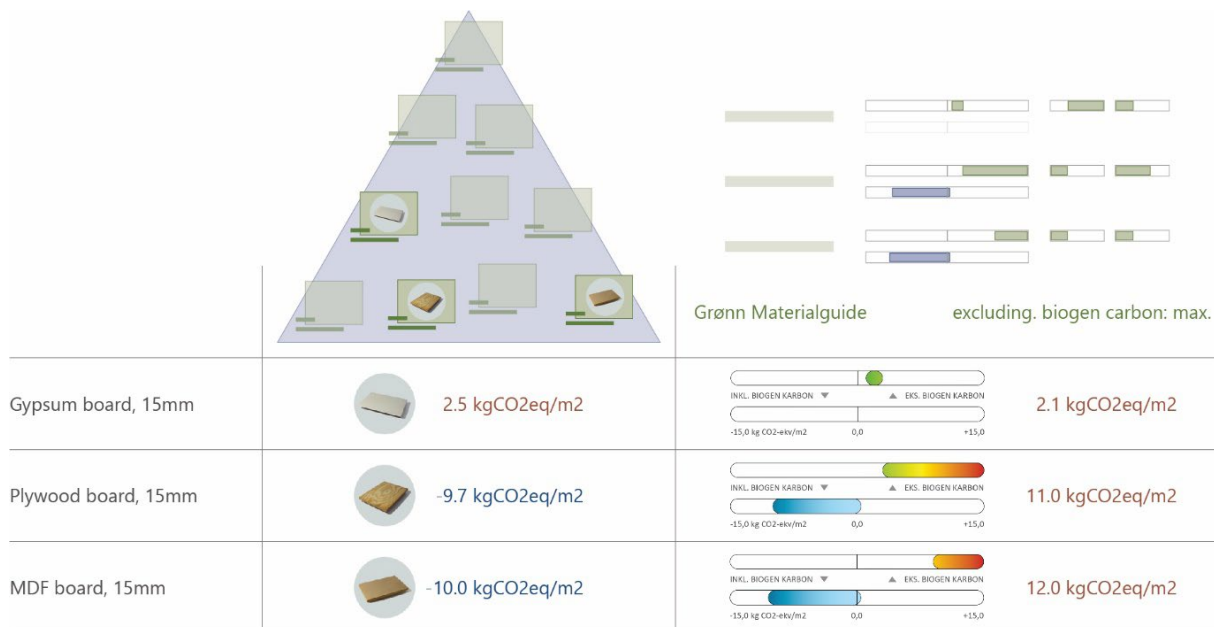 Grønn Materialguide
excluding. biogen carbon: max.
Gypsum board, 15mm
2.5 kgCO2eq/m2
INKL. BIOGEN KARBON ▼
▲ EKS. BIOGEN KARBON
-15,0 kg CO2-ekv/m2
0,0
+15,0
2.1 kgCO2eq/m2
Plywood board, 15mm
-9.7 kgCO2eq/m2
INKL. BIOGEN KARBON ▼
▲ EKS. BIOGEN KARBON
-15,0 kg CO2-ekv/m2
0,0
+15,0
11.0 kgCO2eq/m2
MDF board, 15mm
-10.0 kgCO2eq/m2
INKL. BIOGEN KARBON ▼
▲ EKS. BIOGEN KARBON
-15,0 kg CO2-ekv/m2
0,0
+15,0
12.0 kgCO2eq/m2